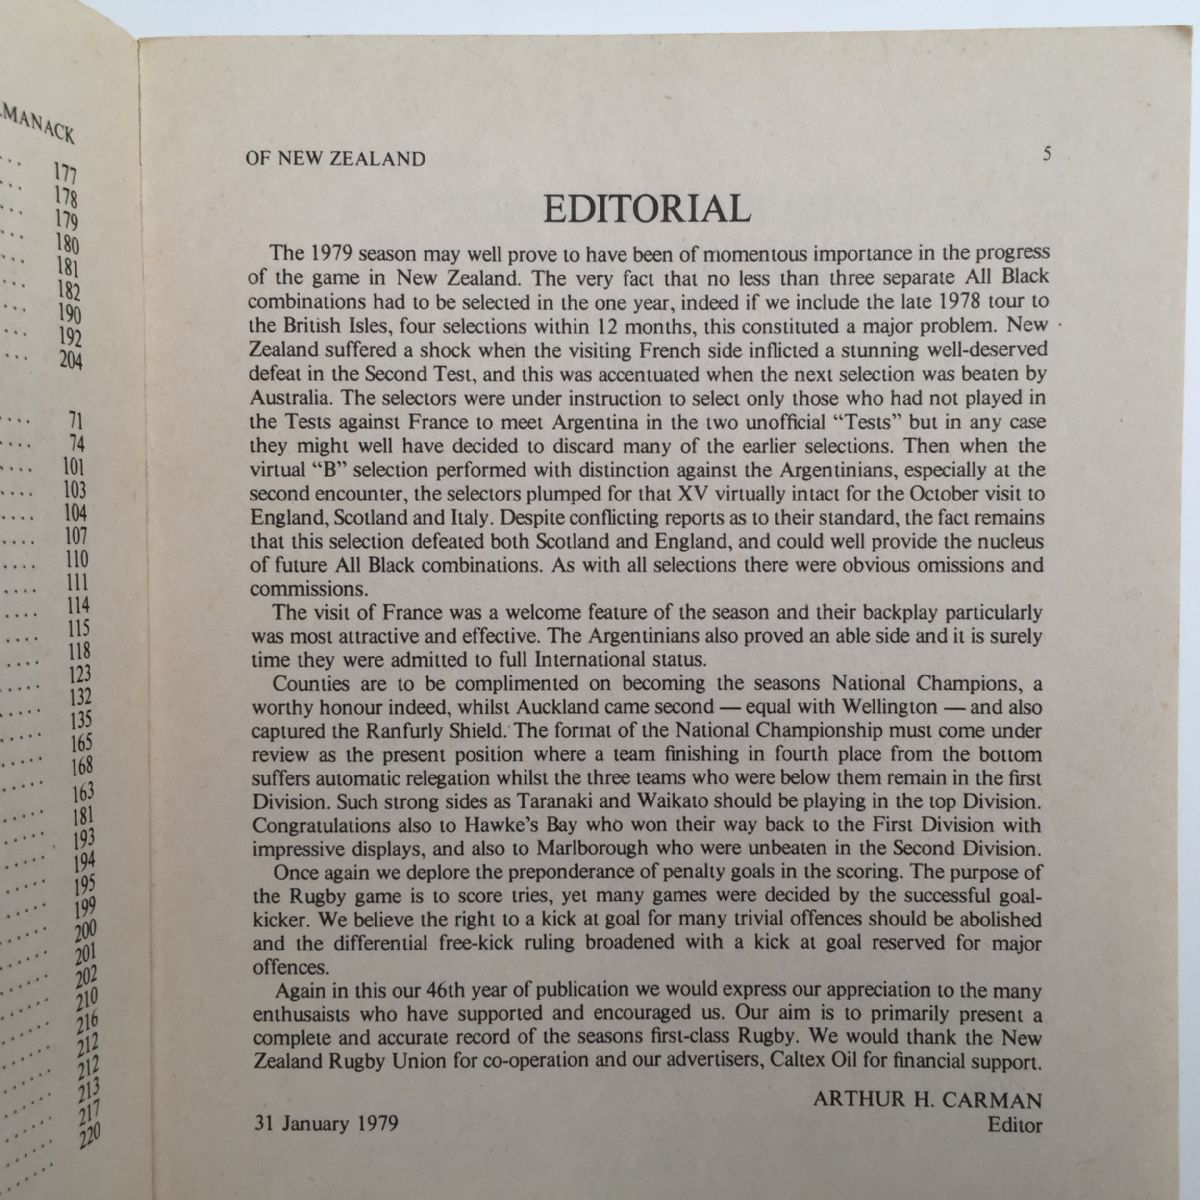 LMANACK
177
178
179
180
181
182
190
192
204
71
74
101
103
104
107
110
111
114
115
118
123
132
135
165
168
163
181
193
194
195
199
200
201
202
210
216
212
212
213
217
220
OF NEW ZEALAND 5
EDITORIAL
The 1979 season may well prove to have been of momentous importance in the progress
of the game in New Zealand. The very fact that no less than three separate All Black
combinations had to be selected in the one year, indeed if we include the late 1978 tour to
the British Isles, four selections within 12 months, this constituted a major problem. New
Zealand suffered a shock when the visiting French side inflicted a stunning well-deserved
defeat in the Second Test, and this was accentuated when the next selection was beaten by
Australia. The selectors were under instruction to select only those who had not played in
the Tests against France to meet Argentina in the two unofficial “Tests” but in any case
they might well have decided to discard many of the earlier selections. Then when the
virtual “B” selection performed with distinction against the Argentinians, especially at the
second encounter, the selectors plumped for that XV virtually intact for the October visit to
England, Scotland and Italy. Despite conflicting reports as to their standard, the fact remains
that this selection defeated both Scotland and England, and could well provide the nucleus
of future All Black combinations. As with all selections there were obvious omissions and
commissions.
The visit of France was a welcome feature of the season and their backplay particularly
was most attractive and effective. The Argentinians also proved an able side and it is surely
time they were admitted to full International status.
Counties are to be complimented on becoming the seasons National Champions, a
worthy honour indeed, whilst Auckland came second — equal with Wellington — and also
captured the Ranfurly Shield. The format of the National Championship must come under
review as the present position where a team finishing in fourth place from the bottom
suffers automatic relegation whilst the three teams who were below them remain in the first
Division. Such strong sides as Taranaki and Waikato should be playing in the top Division.
Congratulations also to Hawke’s Bay who won their way back to the First Division with
impressive displays, and also to Marlborough who were unbeaten in the Second Division.
Once again we deplore the preponderance of penalty goals in the scoring. The purpose of
the Rugby game is to score tries, yet many games were decided by the successful goal-
kicker. We believe the right to a kick at goal for many trivial offences should be abolished
and the differential free-kick ruling broadened with a kick at goal reserved for major
offences.
Again in this our 46th year of publication we would express our appreciation to the many
enthusaists who have supported and encouraged us. Our aim is to primarily present a
complete and accurate record of the seasons first-class Rugby. We would thank the New
Zealand Rugby Union for co-operation and our advertisers, Caltex Oil for financial support.
ARTHUR H. CARMAN
31 January 1979 Editor